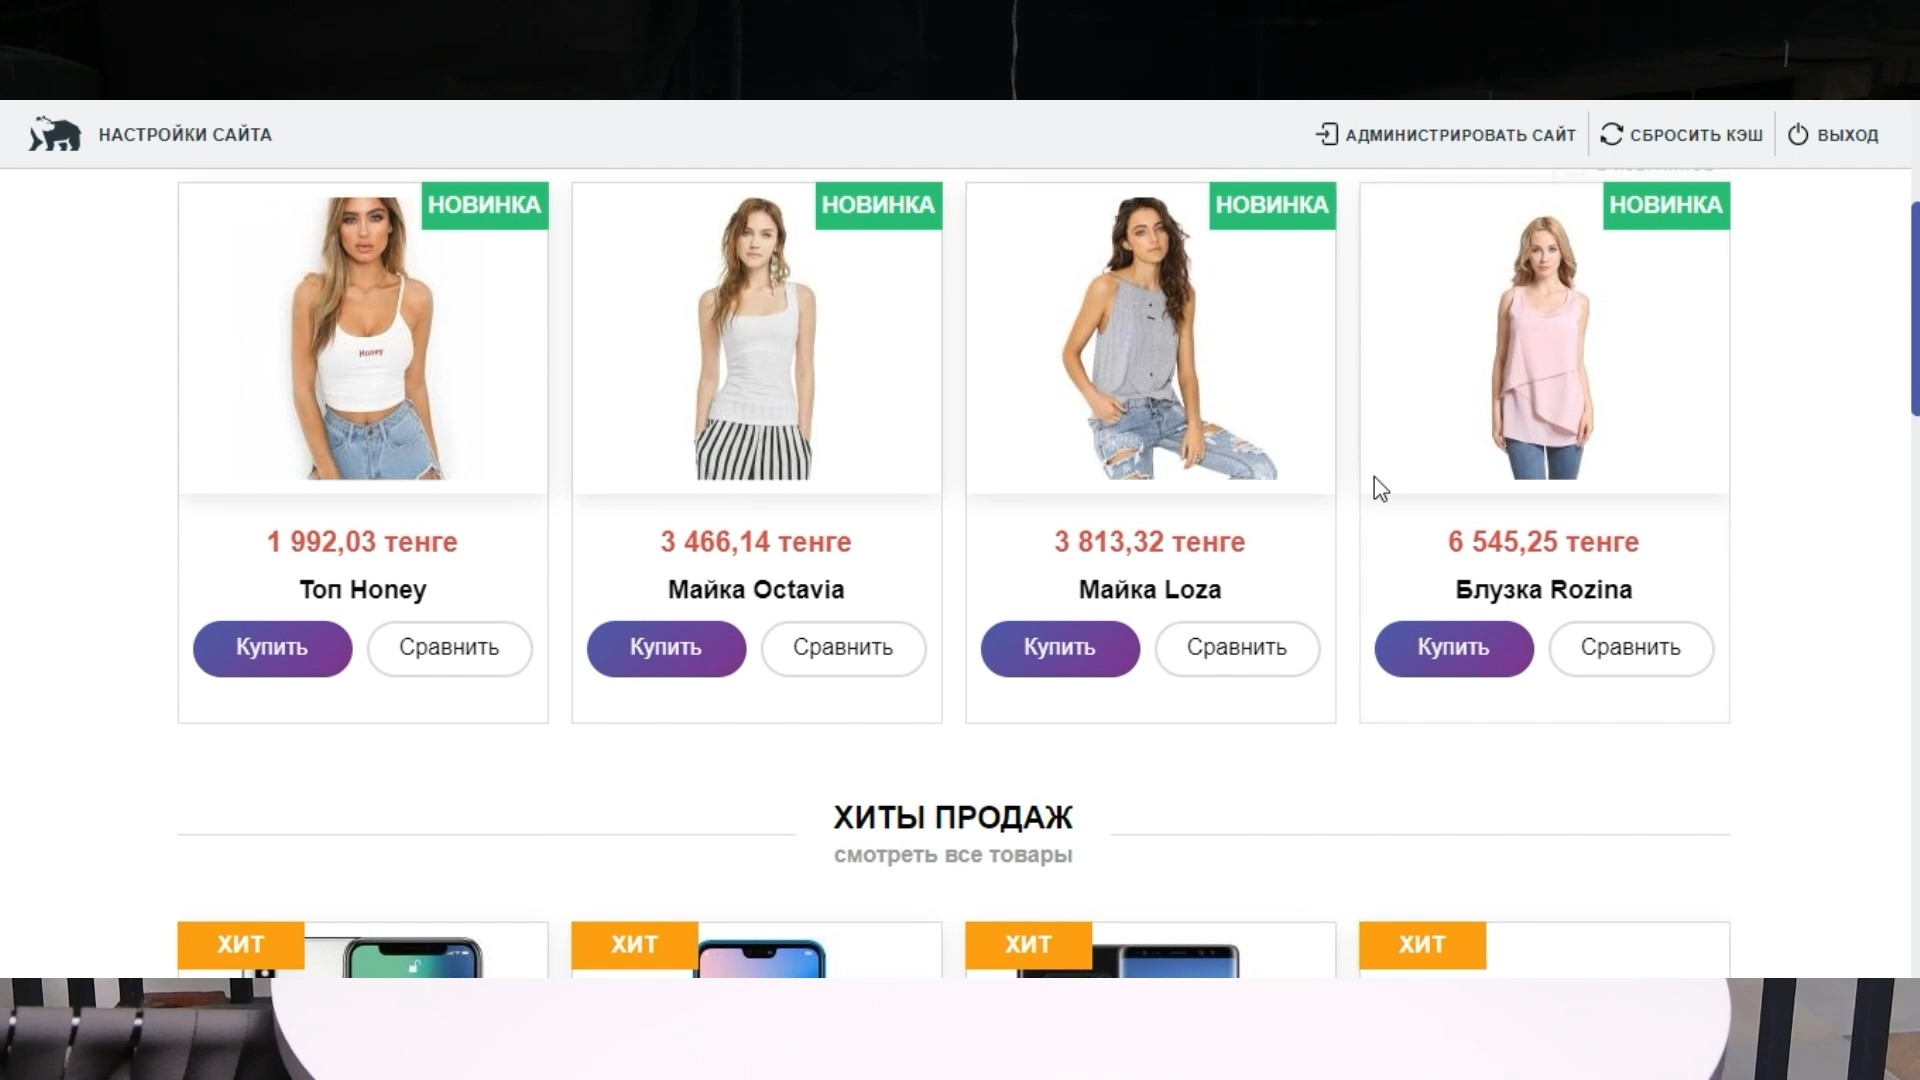 НАСТРОЙКИ САЙТА
АДМИНИСТРИРОВАТЬ САЙТ
СБРОСИТЬ КЭШ
ВЫХОД
НОВИНКА
НОВИНКА
НОВИНКА
НОВИНКА
Honey
1 992,03 тенге
3 466,14 тенге
3 813,32 тенге
6 545,25 тенге
Топ Honey
Майка Octavia
Майка Loza
Блузка Rozina
Купить
Сравнить
Купить
Сравнить
Купить
Сравнить
Купить
Сравнить
ХИТЫ ПРОДАЖ
смотреть все товары
ХИТ
ХИТ
ХИТ
ХИТ